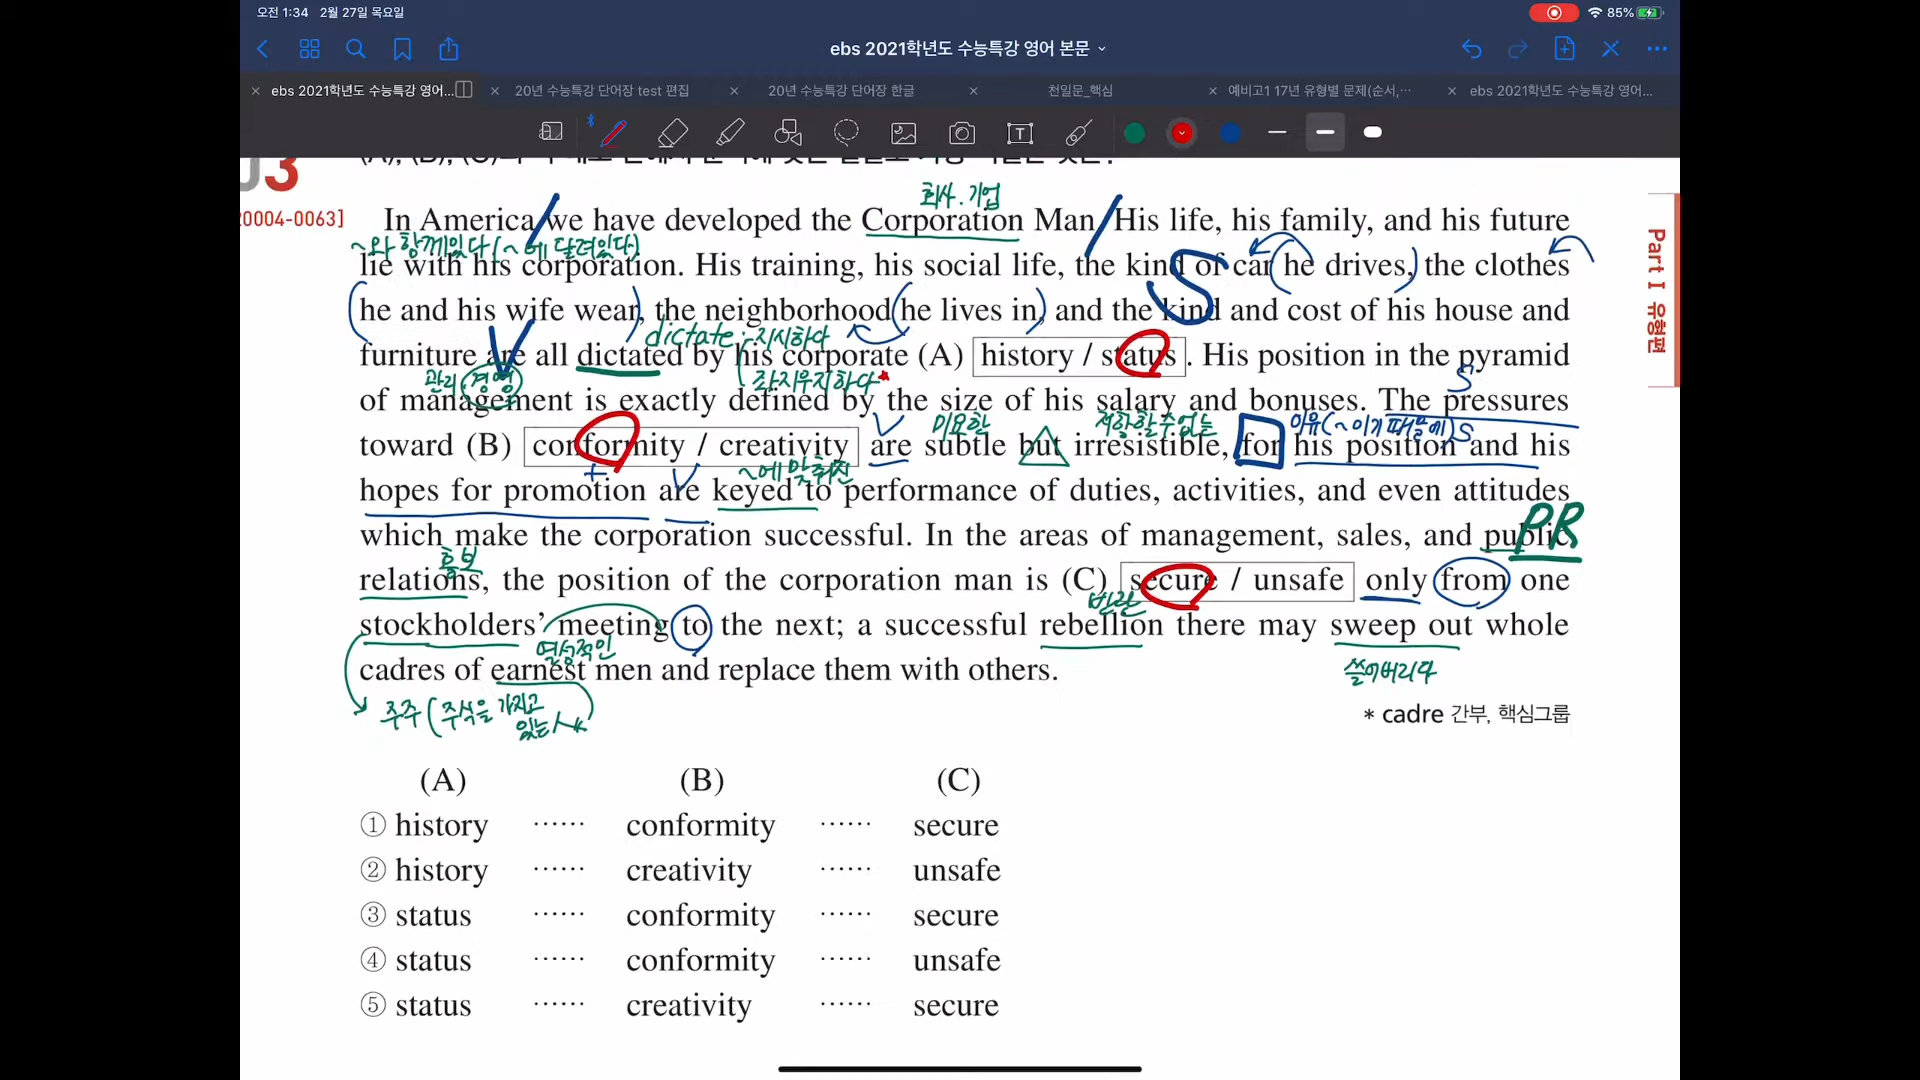 오전 1:34 2월 27일 목요일
85%
ebs 2021학년도 수능특강 영어 본문
ebs 2021학년도 수능특강 영어...
20년 수능특강 단어장 test 편집
20년 수능특강 단어장 한글
천일문_핵심
예비고1 17년 유형별 문제(순서,···
ebs 2021학년도 수능특강 영어...
03
20004-0063]
회사. 기업
In America we have developed the Corporation Man. His life, his family, and his future
~와 함께있다 (~에 달려있다)
lie with his corporation. His training, his social life, the kind of car he drives, the clothes
S
he and his wife wear, the neighborhood he lives in, and the kind and cost of his house and
V
dictate : 지시하다
furniture are all dictated by his corporate (A) history / status . His position in the pyramid
관리 경영
좌지우지하다
S
of management is exactly defined by the size of his salary and bonuses. The pressures
V
미묘한
저항할 수 없는
이유 (~이기 때문에) S
toward (B) conformity / creativity are subtle but irresistible, for his position and his
+
V
~에 맞춰진
hopes for promotion are keyed to performance of duties, activities, and even attitudes
PR
which make the corporation successful. In the areas of management, sales, and public
홍보
relations, the position of the corporation man is (C) secure / unsafe only from one
반란
stockholders' meeting to the next; a successful rebellion there may sweep out whole
열성적인
쓸어버리다
cadres of earnest men and replace them with others.
주주 (주식을 가지고
있는 人
* cadre 간부, 핵심그룹
Part I 유형편
(A) (B) (C)
① history ······ conformity ······ secure
② history ······ creativity ······ unsafe
③ status ······ conformity ······ secure
④ status ······ conformity ······ unsafe
⑤ status ······ creativity ······ secure